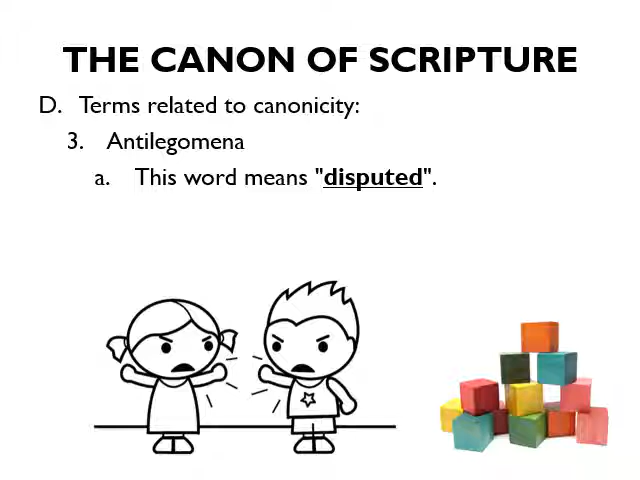 THE CANON OF SCRIPTURE
D. Terms related to canonicity:
3. Antilegomena
a. This word means "disputed".